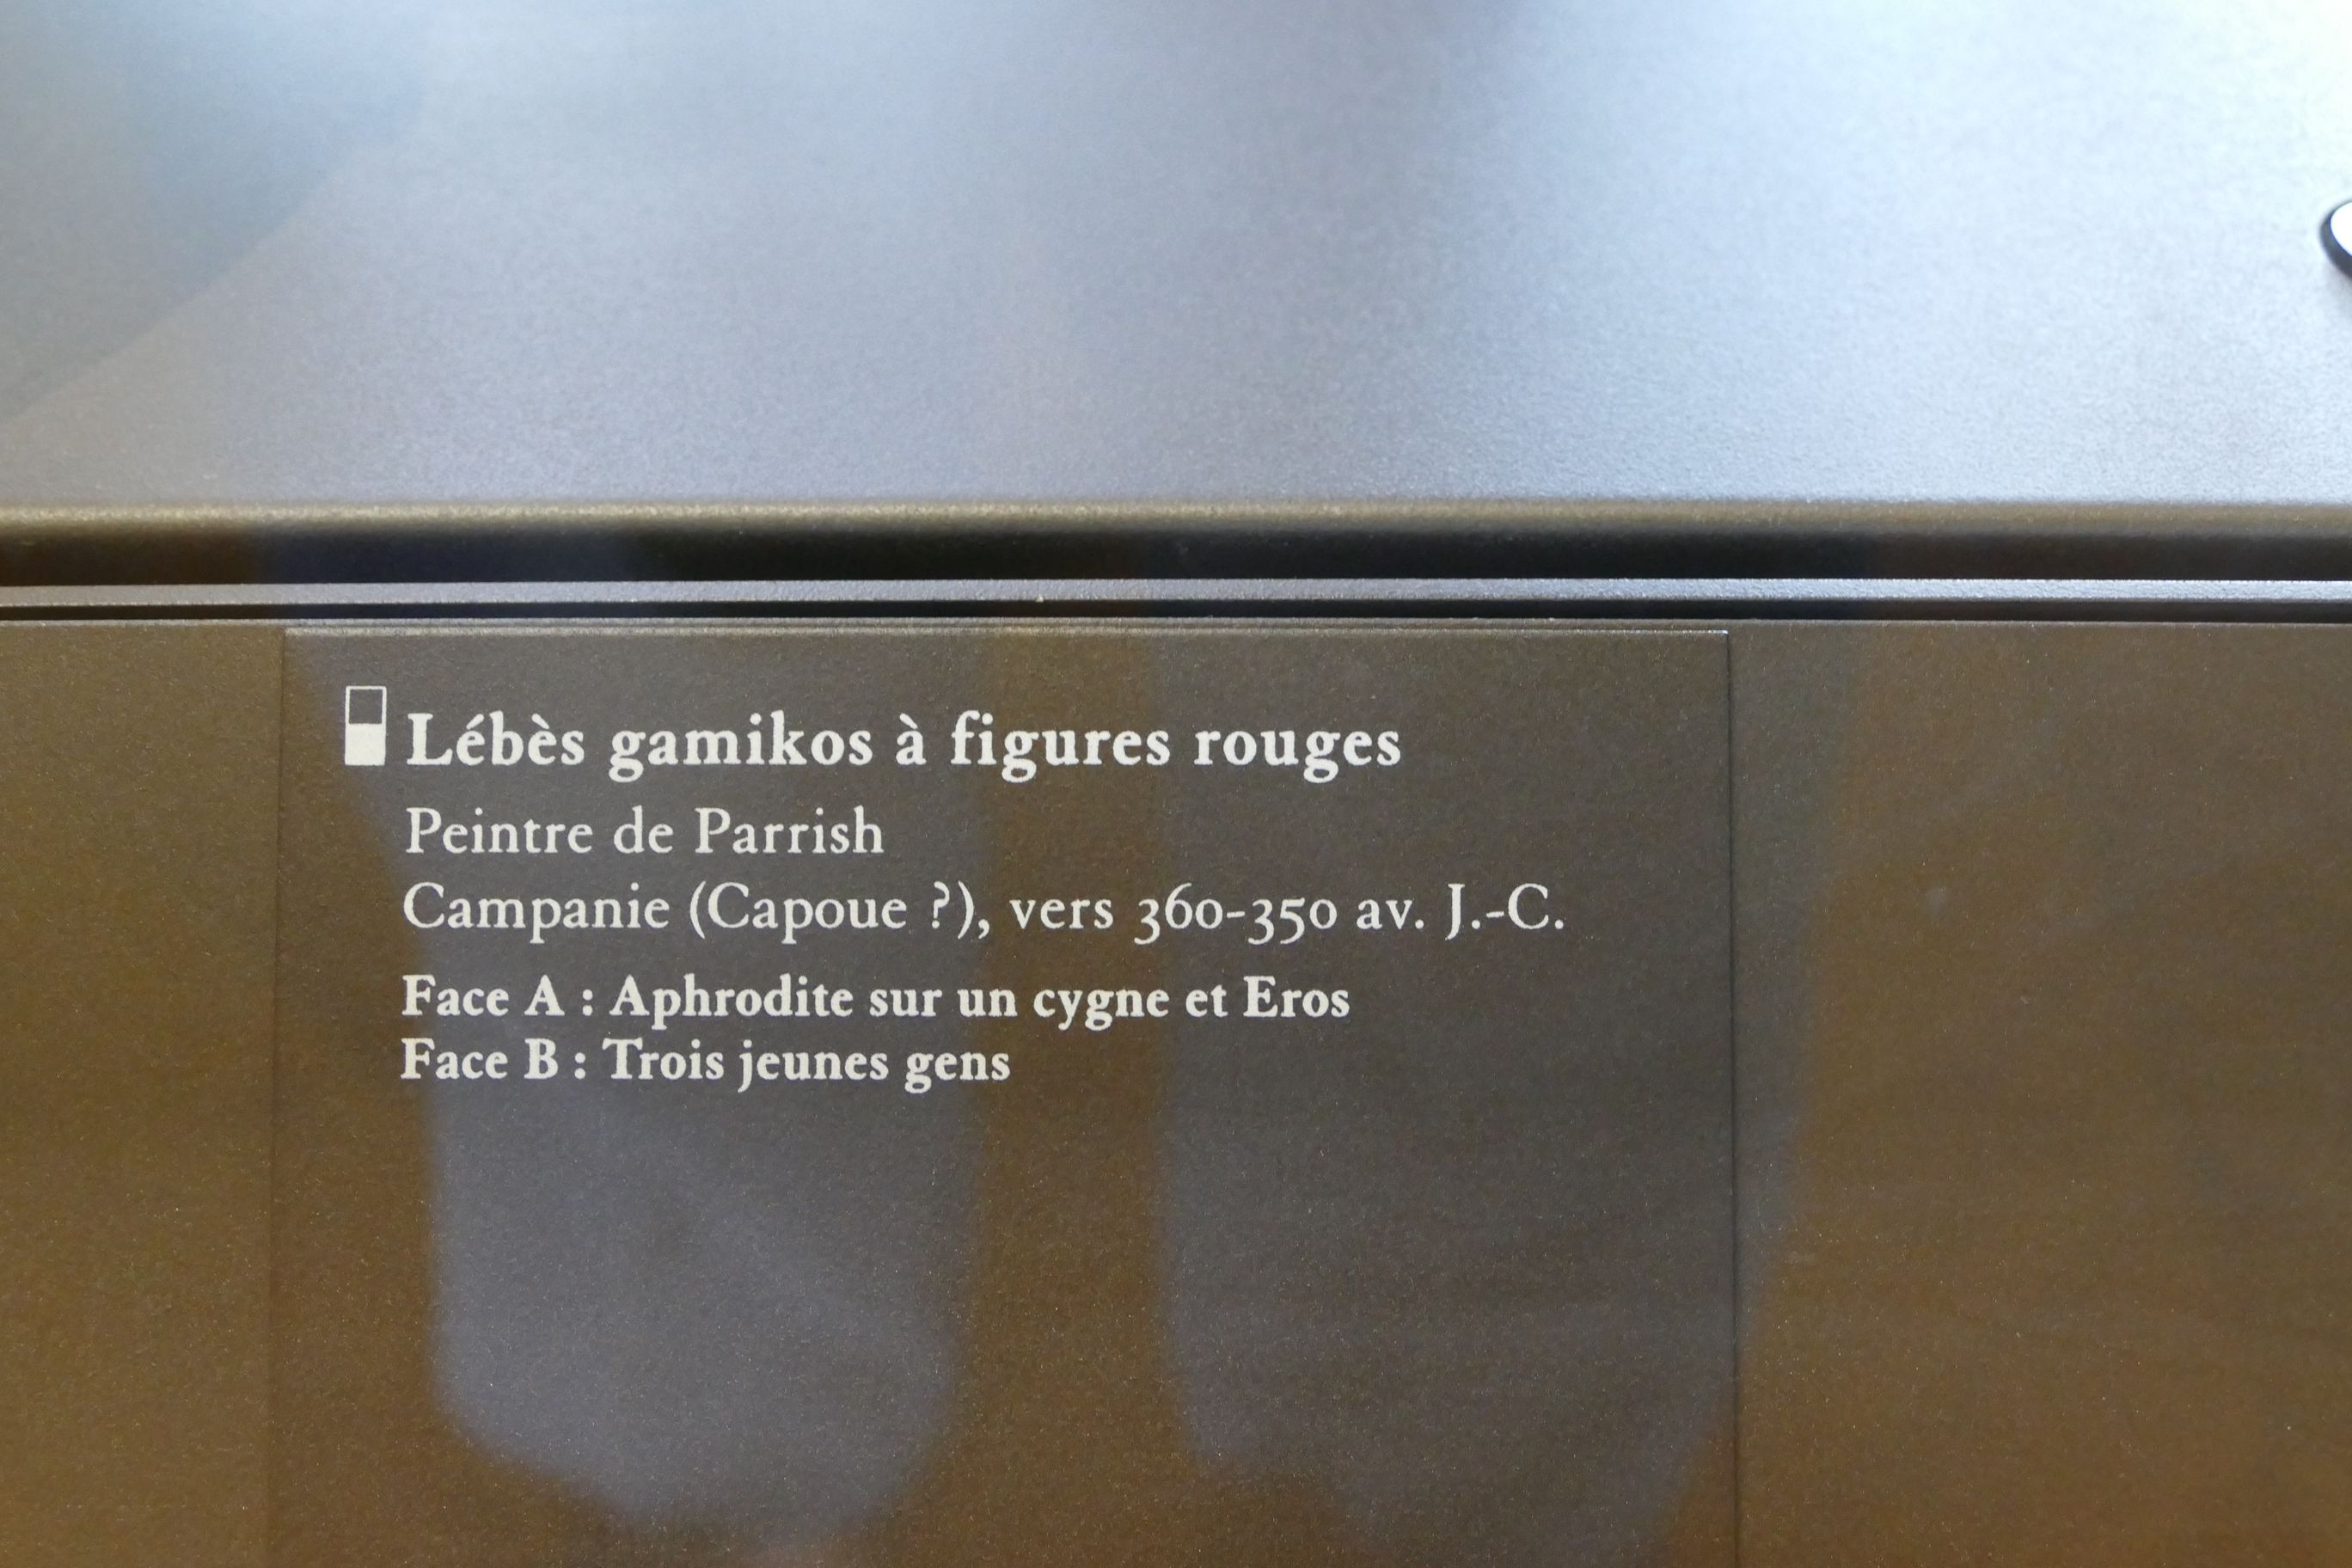 Lébès gamikos à figures rouges
Peintre de Parrish
Campanie (Capoue ?), vers 360-350 av. J.-C.
Face A : Aphrodite sur un cygne et Eros
Face B : Trois jeunes gens